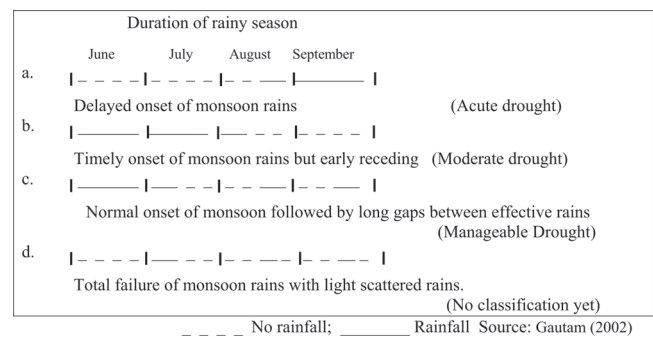 Duration of rainy season
June July August September
a.
Delayed onset of monsoon rains (Acute drought)
b.
Timely onset of monsoon rains but early receding (Moderate drought)
c.
Normal onset of monsoon followed by long gaps between effective rains
(Manageable Drought)
d.
Total failure of monsoon rains with light scattered rains.
(No classification yet)
_ _ _ _ No rainfall; ________ Rainfall Source: Gautam (2002)